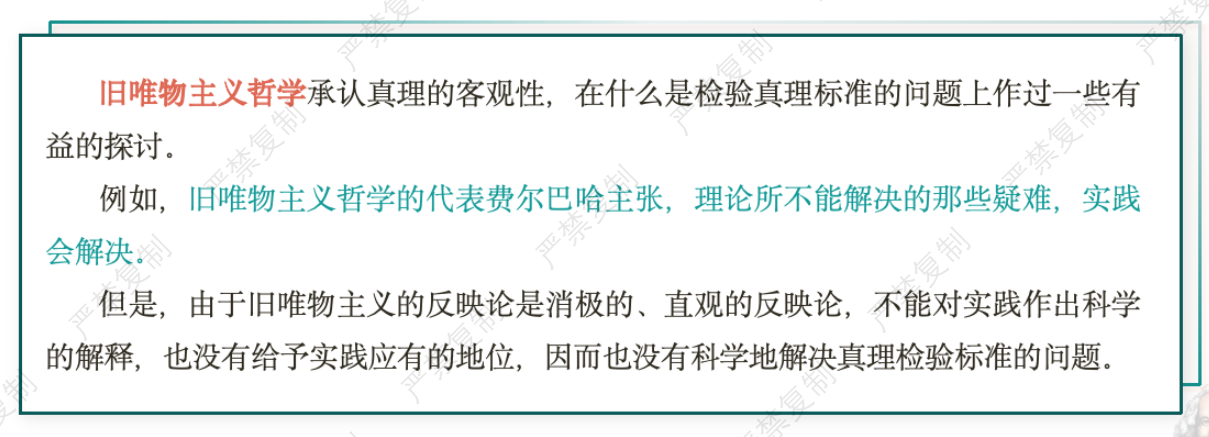 旧唯物主义哲学承认真理的客观性，在什么是检验真理标准的问题上作过一些有
益的探讨。
例如，旧唯物主义哲学的代表费尔巴哈主张，理论所不能解决的那些疑难，实践
会解决。
但是，由于旧唯物主义的反映论是消极的、直观的反映论，不能对实践作出科学
的解释，也没有给予实践应有的地位，因而也没有科学地解决真理检验标准的问题。
严禁复制
严禁复制
严禁复制
严禁复制
严禁复制
严禁复制
严禁复制
严禁复制
严禁复制